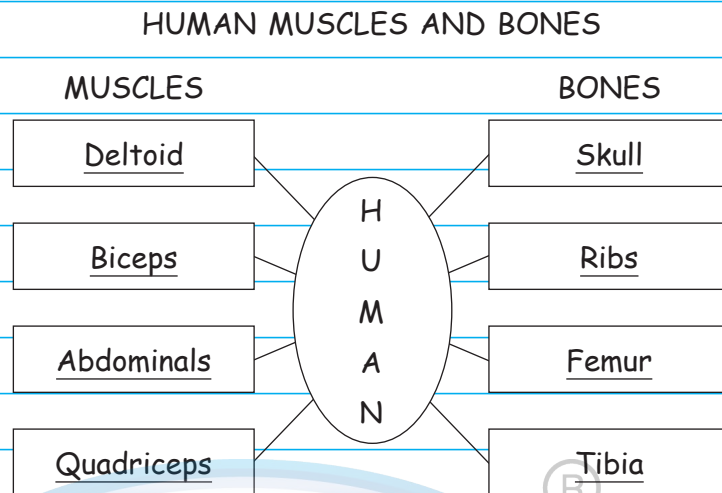 HUMAN MUSCLES AND BONES
MUSCLES BONES
Deltoid Skull
Biceps Ribs
Abdominals Femur
Quadriceps Tibia
H
U
M
A
N
R